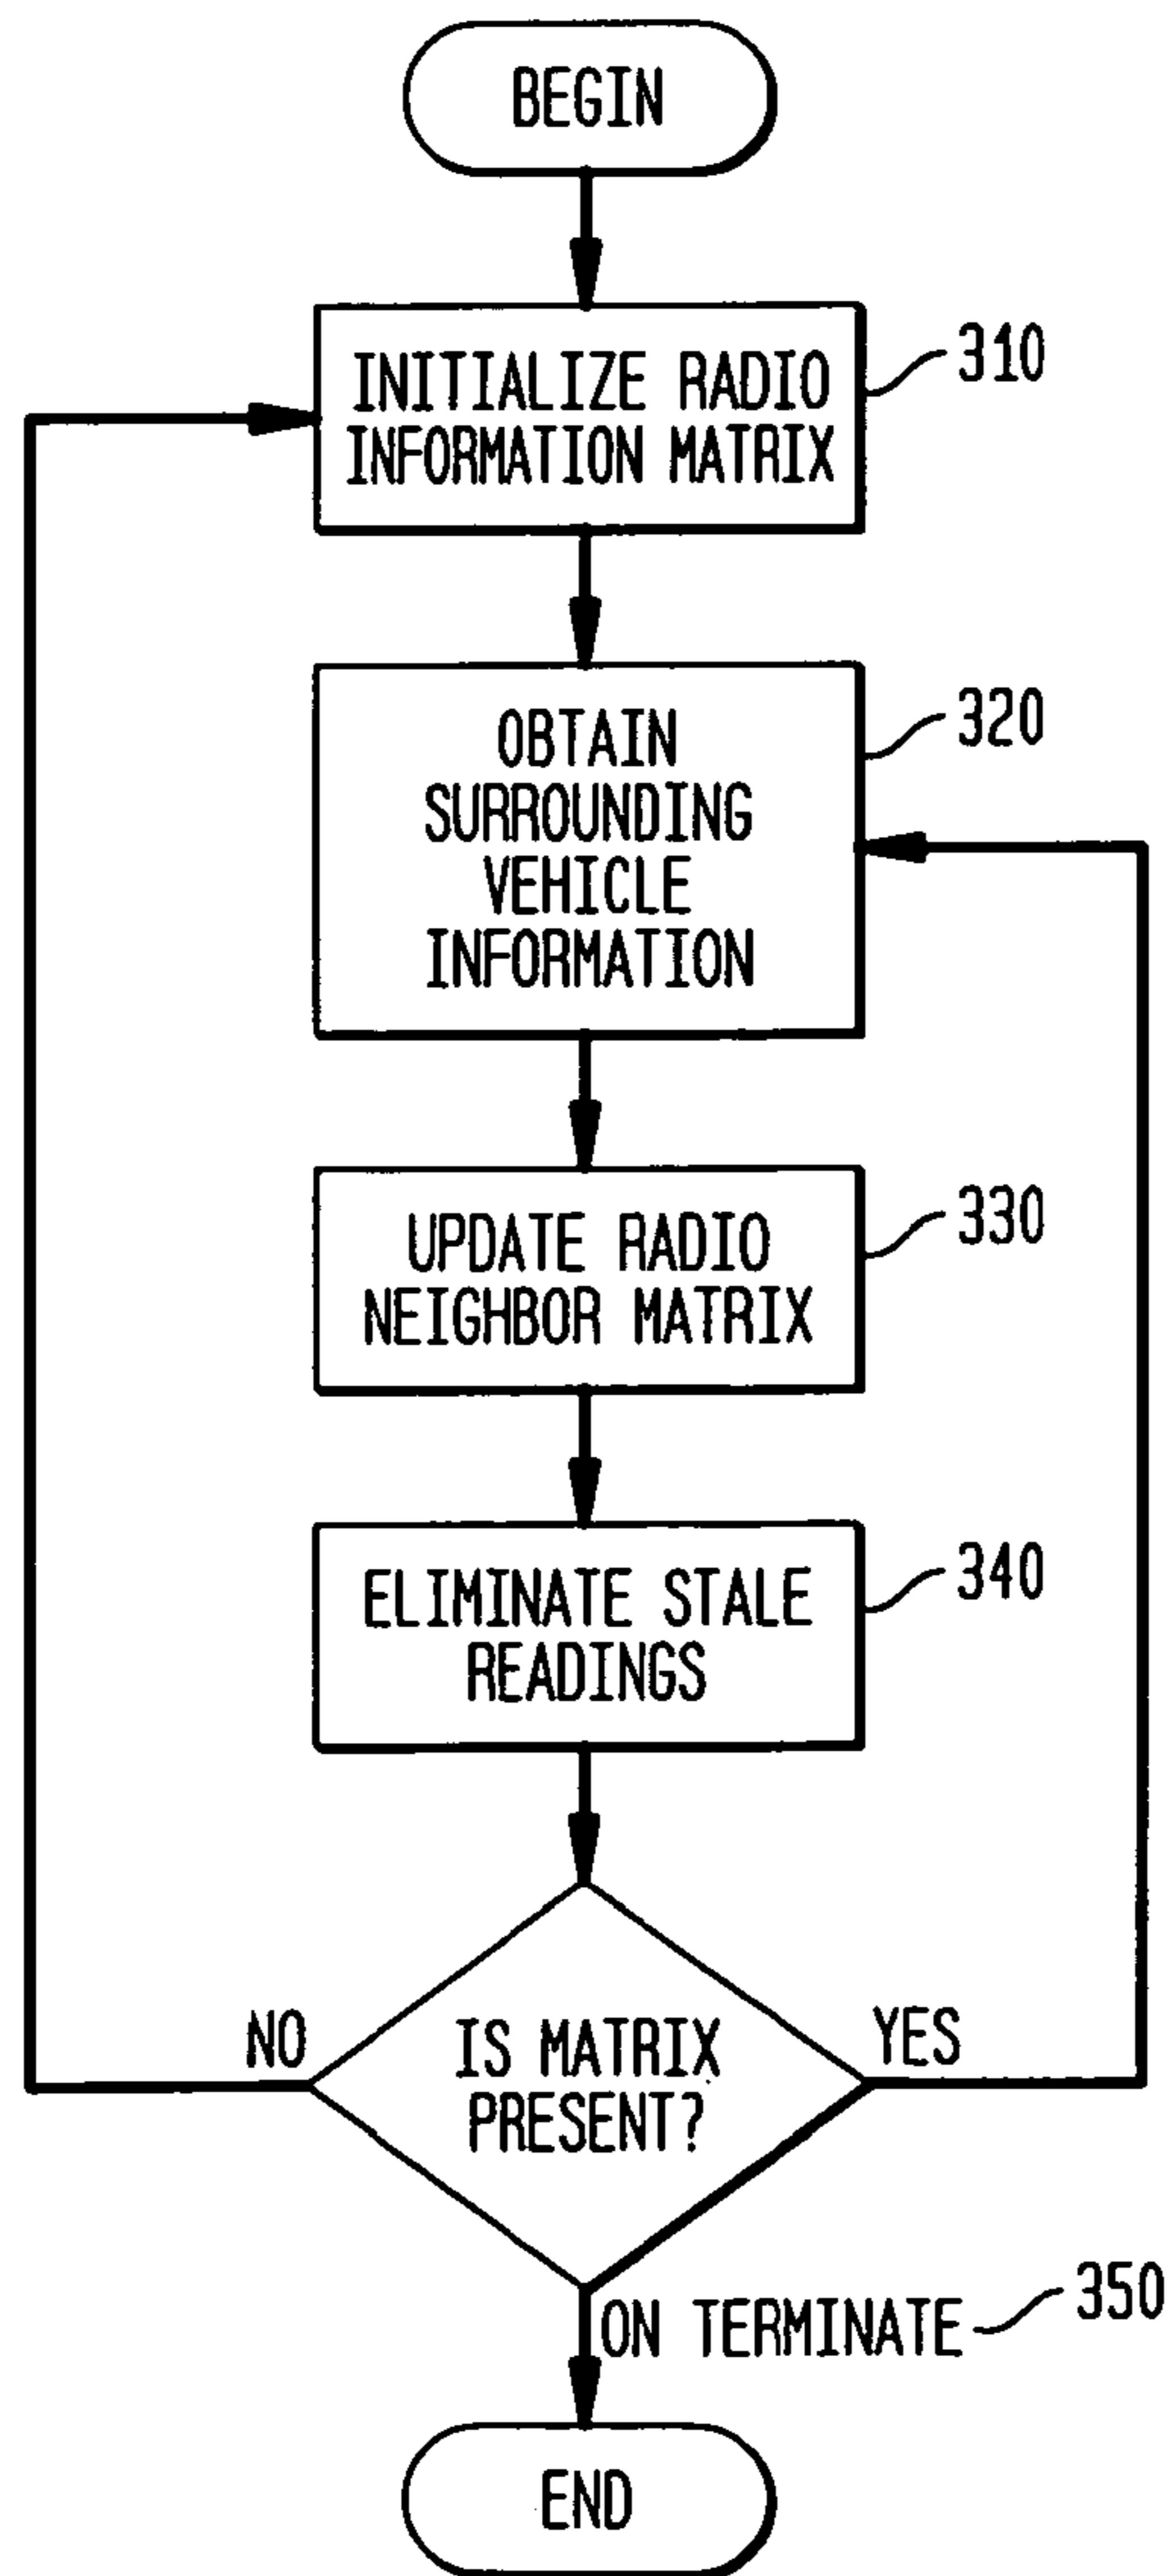 BEGIN
INITIALIZE RADIO
INFORMATION MATRIX
310
OBTAIN
SURROUNDING
VEHICLE
INFORMATION
320
UPDATE RADIO
NEIGHBOR MATRIX
330
ELIMINATE STALE
READINGS
340
NO
IS MATRIX
PRESENT?
YES
ON TERMINATE
350
END